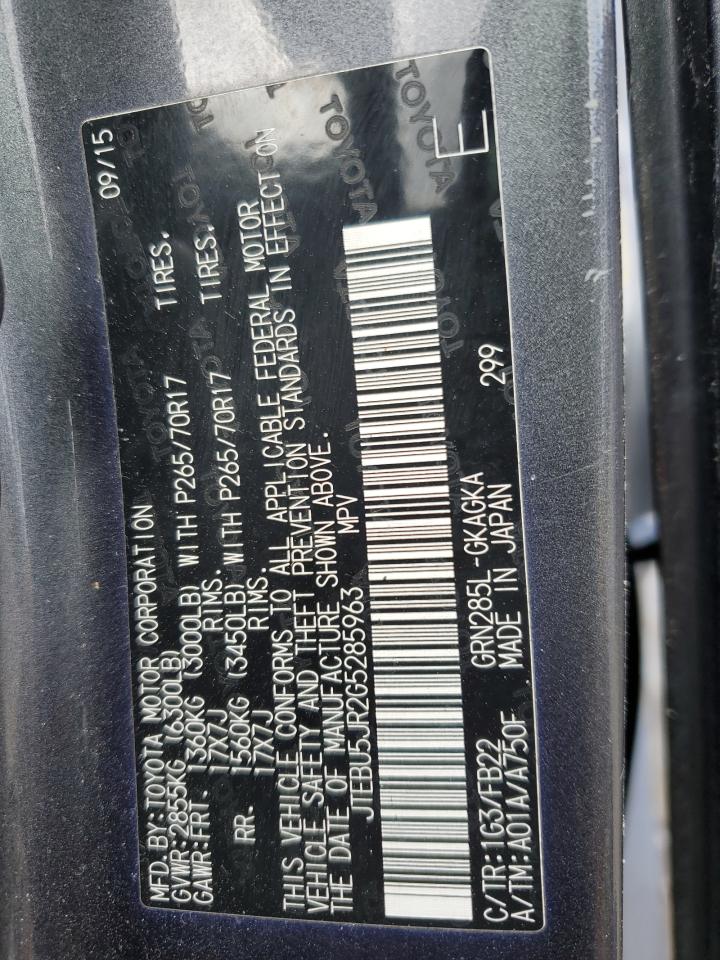 MFD.BY:TOYOTA MOTOR CORPORATION 09/15
GVWR:2855KG (6300LB)
GAWR:FRT. 1360KG (3000LB) WITH P265/70R17 TIRES.
17X7J RIMS.
RR. 1560KG (3450LB) WITH P265/70R17 TIRES.
17X7J RIMS.
THIS VEHICLE CONFORMS TO ALL APPLICABLE FEDERAL MOTOR
VEHICLE SAFETY AND THEFT PREVENTION STANDARDS IN EFFECT ON
THE DATE OF MANUFACTURE SHOWN ABOVE.
JTEBU5JR2G5285963 MPV
E
C/TR:1G3/FB22 GRN285L-GKAGKA 299
A/TM:A01A/A750F MADE IN JAPAN